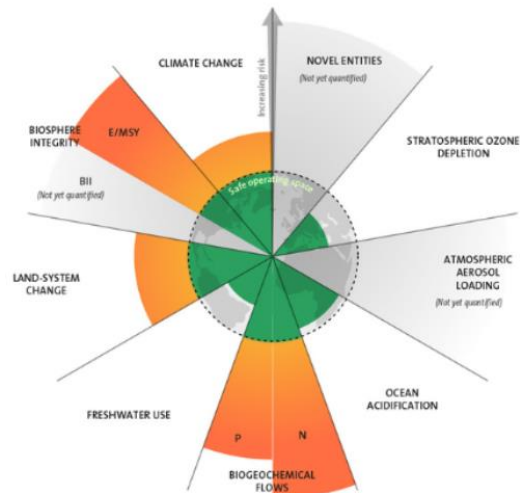 CLIMATE CHANGE
Increasing risk
NOVEL ENTITIES
(Not yet quantified)
STRATOSPHERIC OZONE
DEPLETION
ATMOSPHERIC
AEROSOL
LOADING
(Not yet quantified)
OCEAN
ACIDIFICATION
N
P
BIOGEOCHEMICAL
FLOWS
FRESHWATER USE
LAND-SYSTEM
CHANGE
BIOSPHERE
INTEGRITY
E/MSY
BII
(Not yet quantified)
Safe operating space